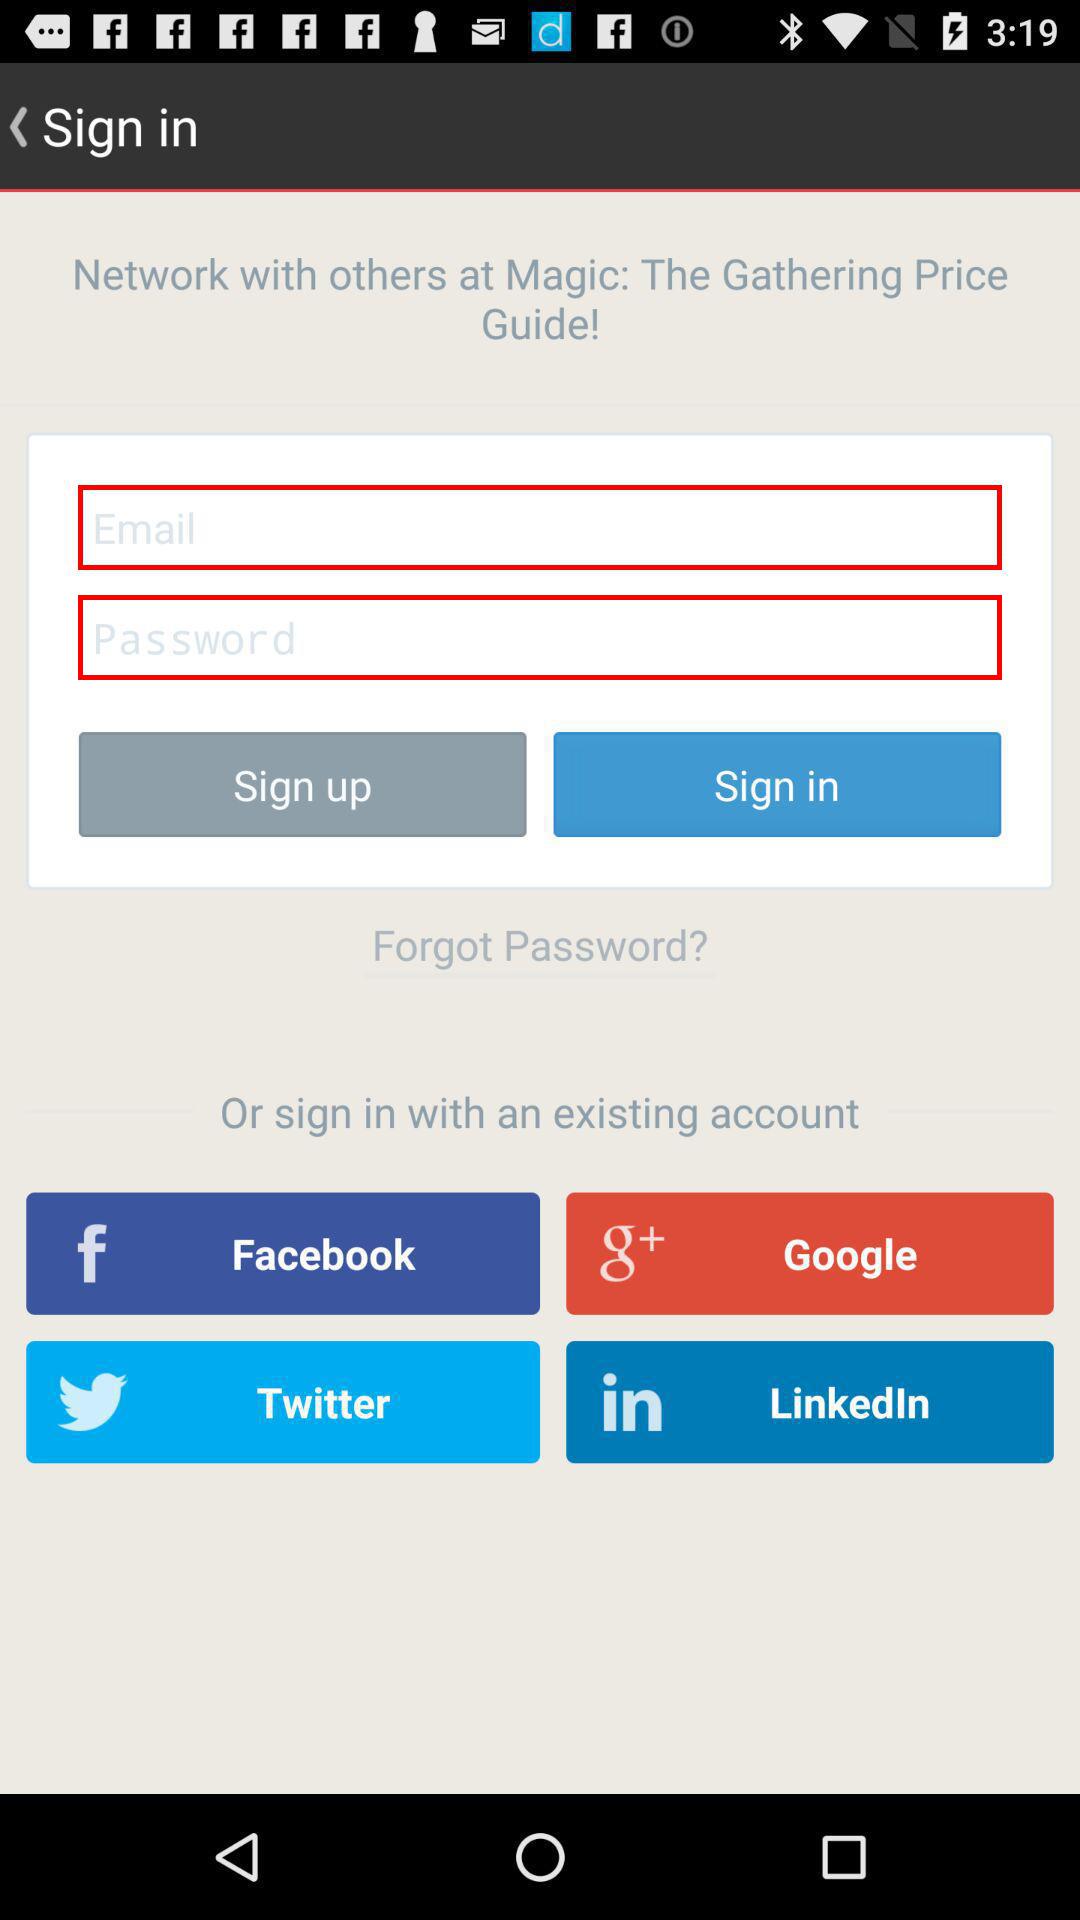 3:19
Sign in
Network with others at Magic: The Gathering Price
Guide!
Email
Password
Sign up
Sign in
Forgot Password?
Or sign in with an existing account
f Facebook
g+ Google
Twitter
in LinkedIn